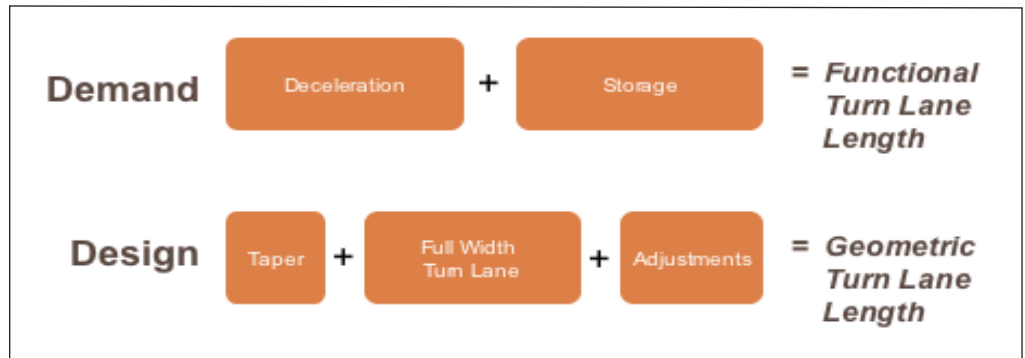 Demand
Deceleration
+
Storage
= Functional
Turn Lane
Length
Design
Taper
+
Full Width
Turn Lane
+
Adjustments
= Geometric
Turn Lane
Length